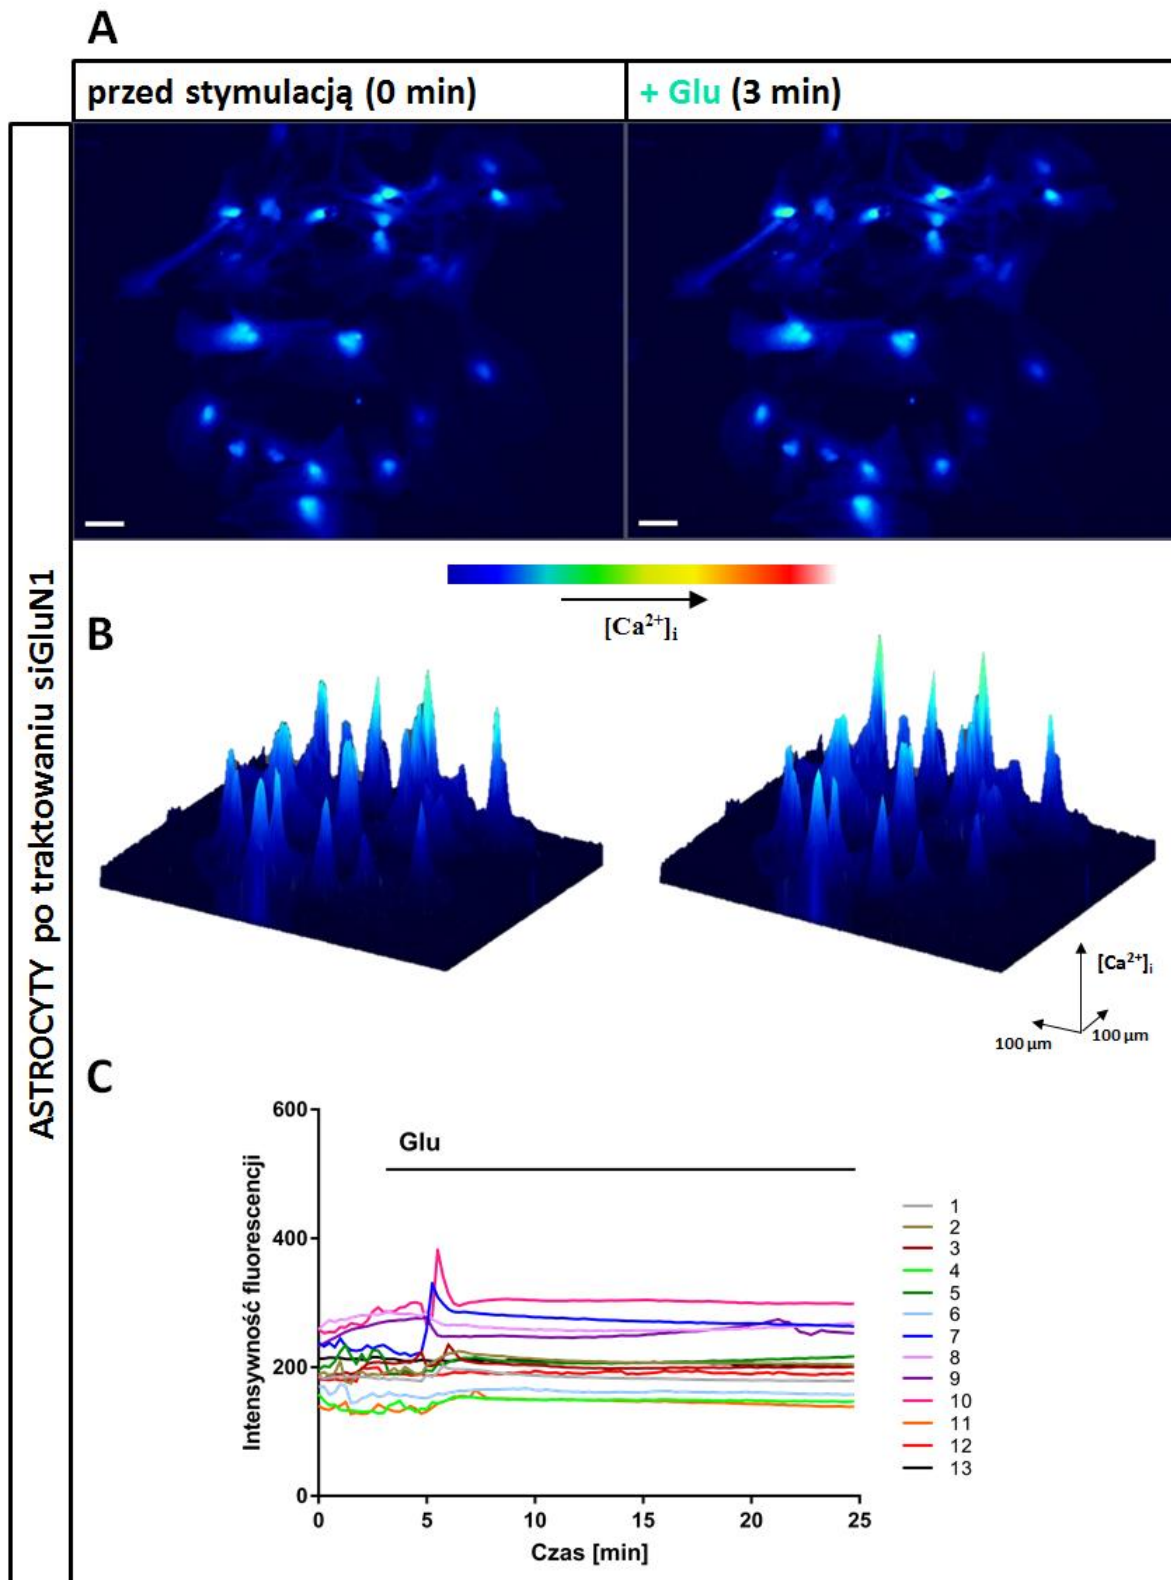 A
przed stymulacją (0 min)
+ Glu (3 min)
ASTROCYTY po traktowaniu siGluN1
[Ca²⁺]ᵢ
B
[Ca²⁺]ᵢ
100 µm
100 µm
C
Intensywność fluorescencji
600
400
200
0
Glu
0
5
10
15
20
25
Czas [min]
1
2
3
4
5
6
7
8
9
10
11
12
13